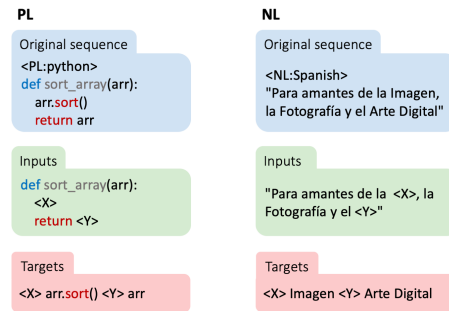 PL
Original sequence
<PL:python>
def sort_array(arr):
arr.sort()
return arr
Inputs
def sort_array(arr):
<X>
return <Y>
Targets
<X> arr.sort() <Y> arr
NL
Original sequence
<NL:Spanish>
"Para amantes de la Imagen,
la Fotografía y el Arte Digital"
Inputs
"Para amantes de la <X>, la
Fotografía y el <Y>"
Targets
<X> Imagen <Y> Arte Digital